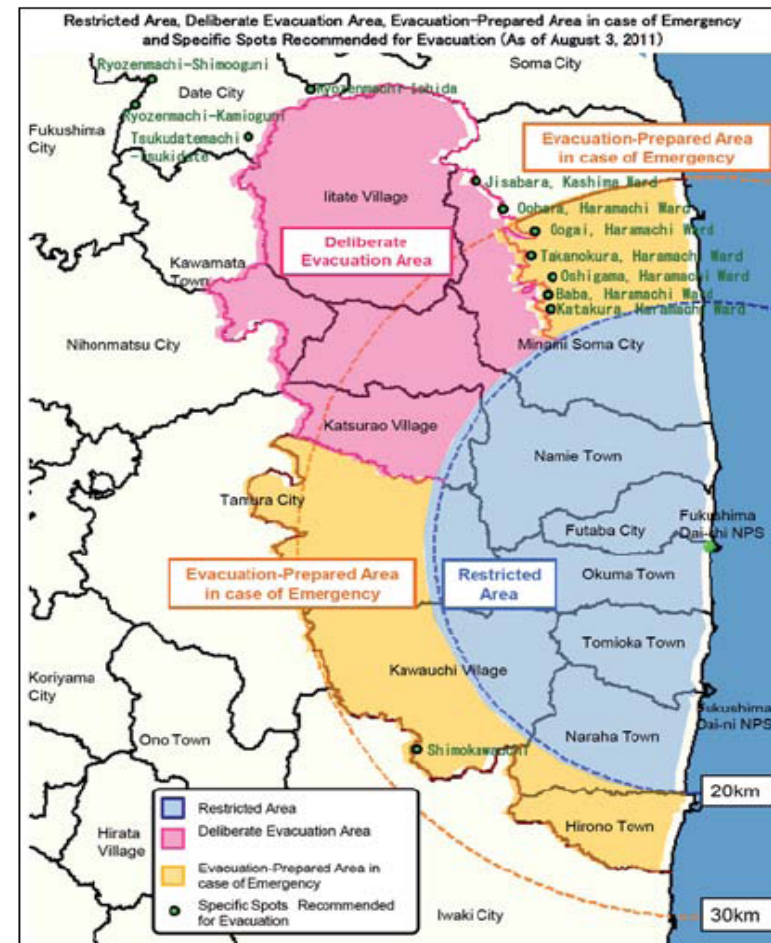 Restricted Area, Deliberate Evacuation Area, Evacuation-Prepared Area in case of Emergency
and Specific Spots Recommended for Evacuation (As of August 3, 2011)
Ryozenmachi-Shimooguni
Soma City
Date City
Ryozenmachi-Ishida
Ryozenmachi-Kamioguni
Fukushima
City
Tsukudatemachi
-Tsukidate
Evacuation-Prepared Area
in case of Emergency
Jisabara, Kashima Ward
Iitate Village
Oohara, Haramachi Ward
Gogai, Haramachi Ward
Deliberate
Evacuation Area
Takanokura, Haramachi Ward
Kawamata
Town
Oshigama, Haramachi Ward
Baba, Haramachi Ward
Katakura, Haramachi Ward
Nihonmatsu City
Minami Soma City
Katsurao Village
Namie Town
Tamura City
Futaba City
Fukushima
Dai-ichi NPS
Evacuation-Prepared Area
in case of Emergency
Restricted
Area
Okuma Town
Tomioka Town
Koriyama
City
Kawauchi Village
Fukushima
Dai-ni NPS
Ono Town
Shimokawauchi
Naraha Town
20km
Restricted Area
Hirata
Village
Deliberate Evacuation Area
Hirono Town
Evacuation-Prepared Area in
case of Emergency
Specific Spots Recommended
for Evacuation
Iwaki City
30km